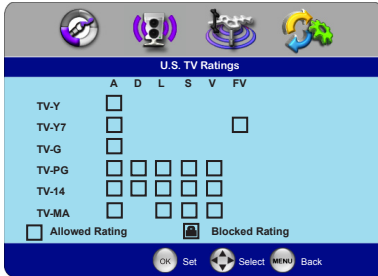 U.S. TV Ratings
A D L S V FV
TV-Y
TV-Y7
TV-G
TV-PG
TV-14
TV-MA
Allowed Rating Blocked Rating
OK Set Select MENU Back